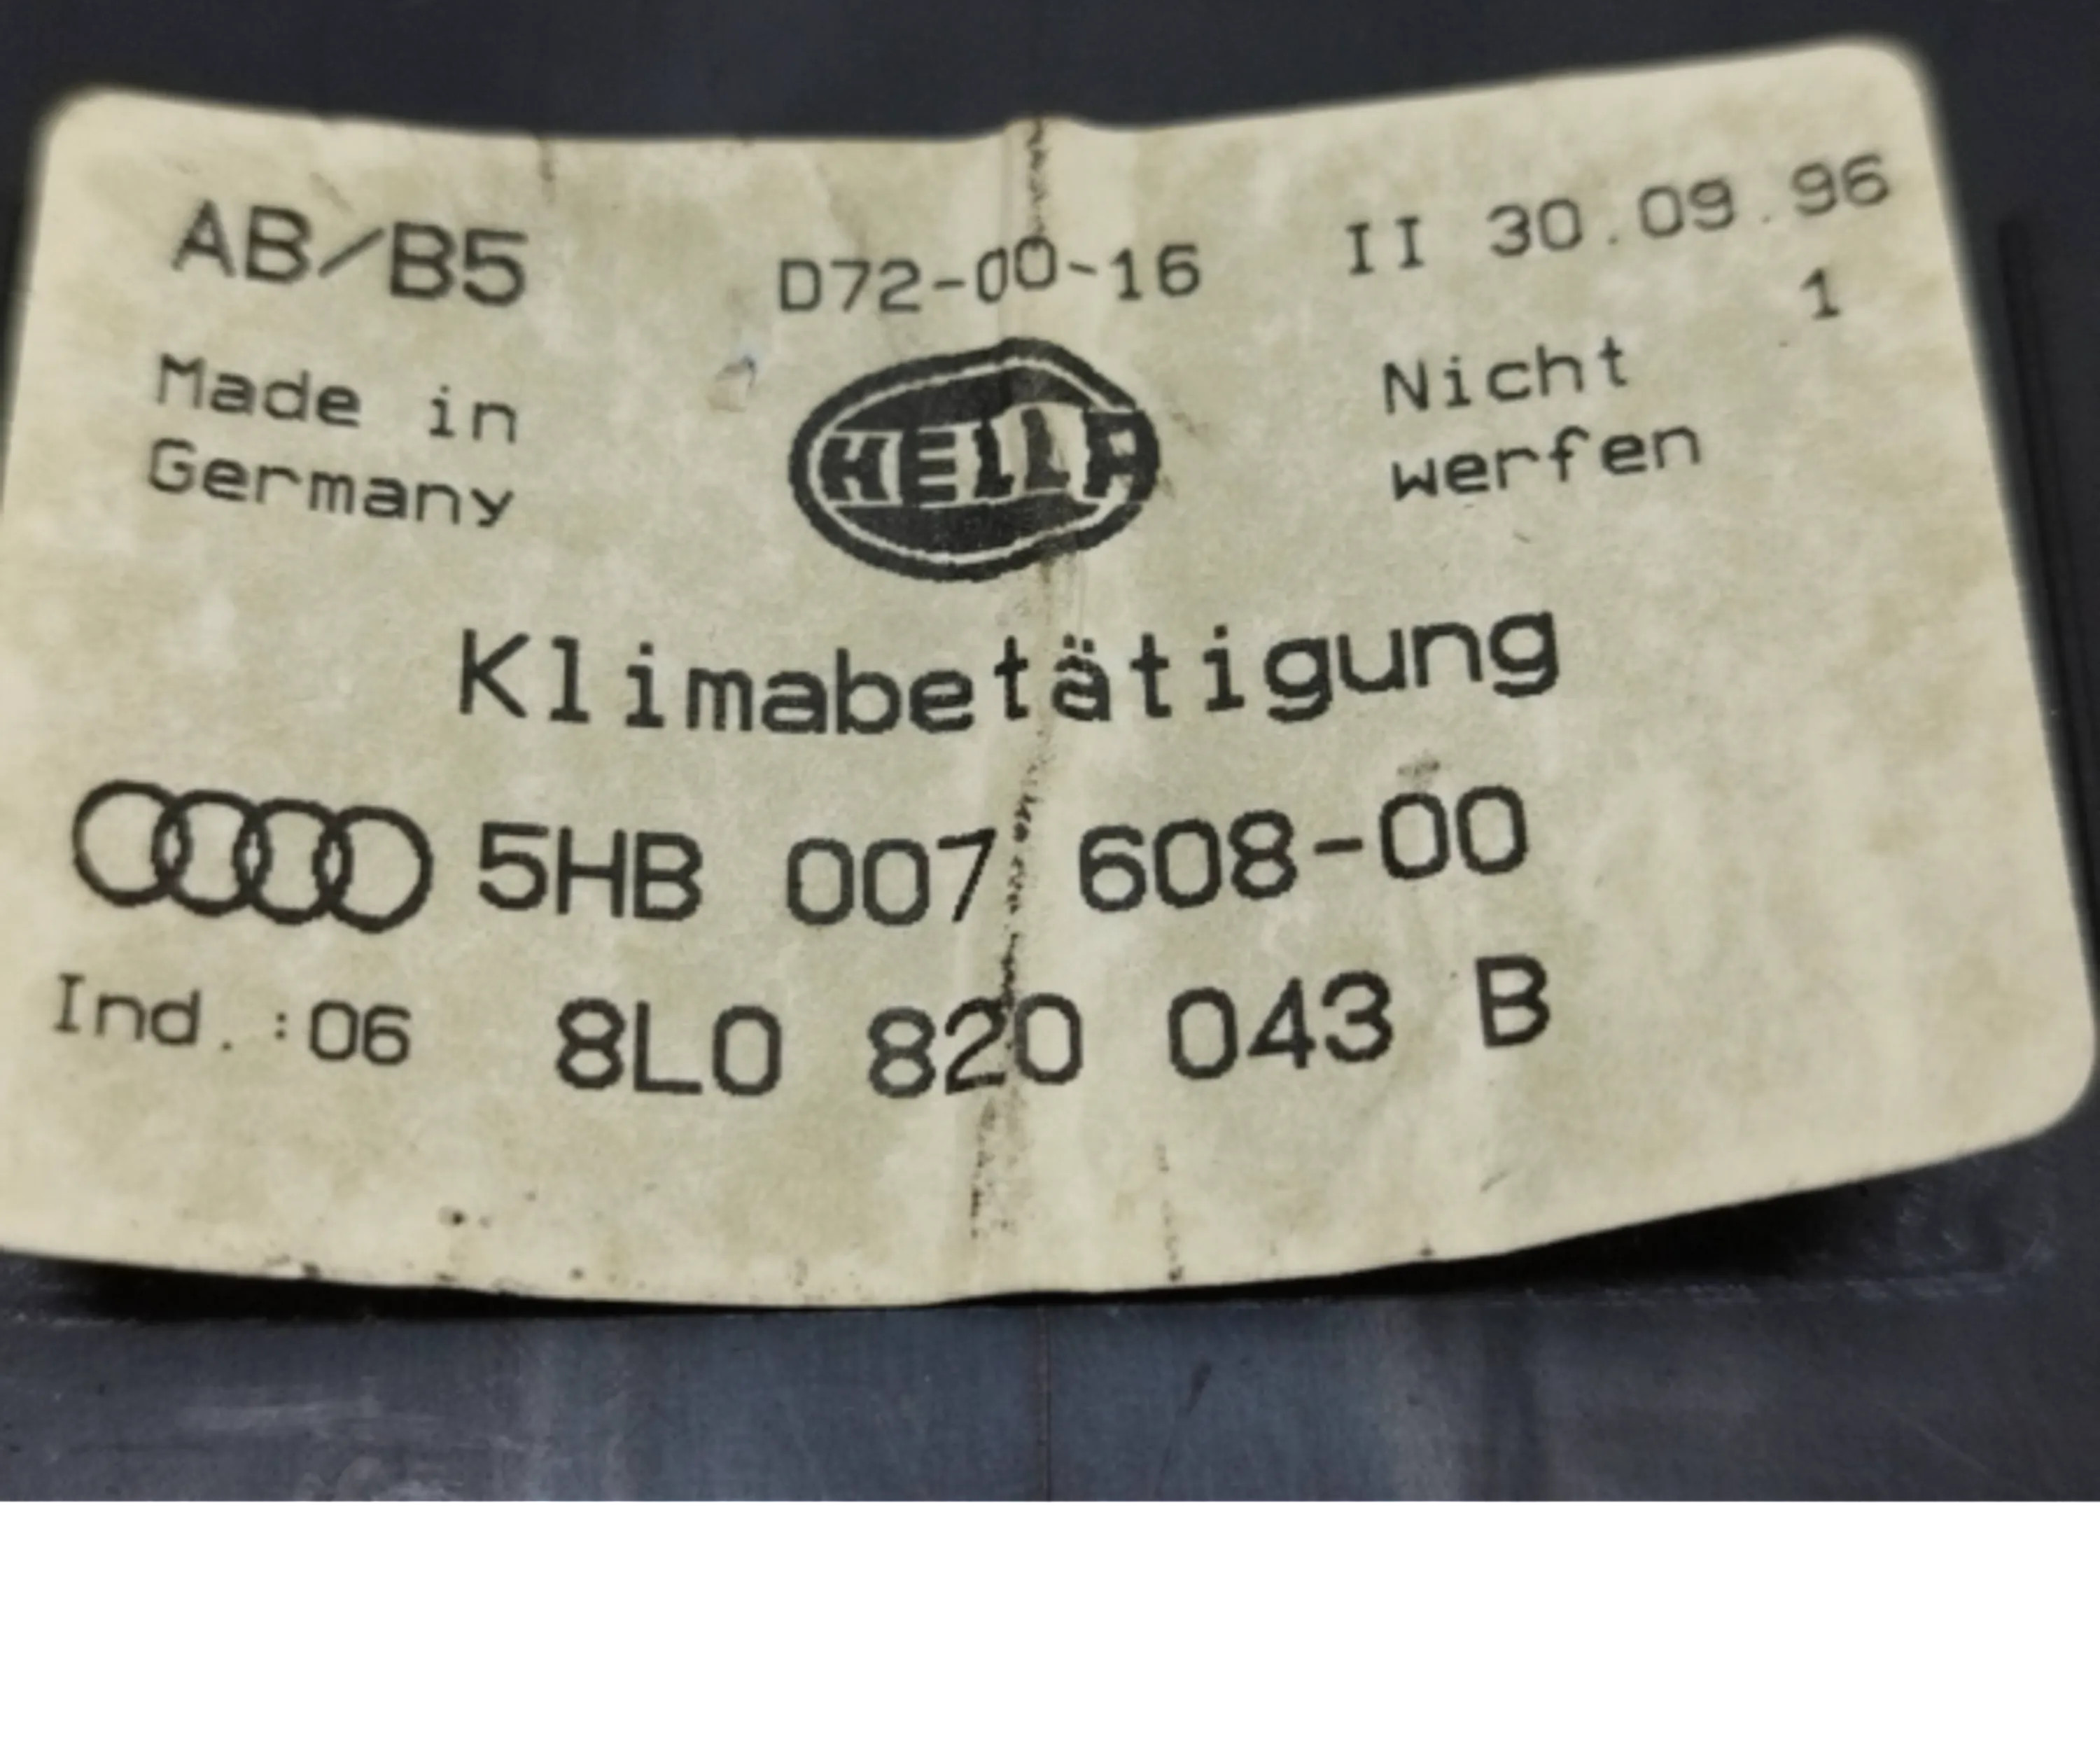 AB/B5 D72-00-16 II 30.09.96
1
Made in
Germany
HELLA
Nicht
werfen
Klimabetätigung
5HB 007 608-00
Ind.:06 8L0 820 043 B